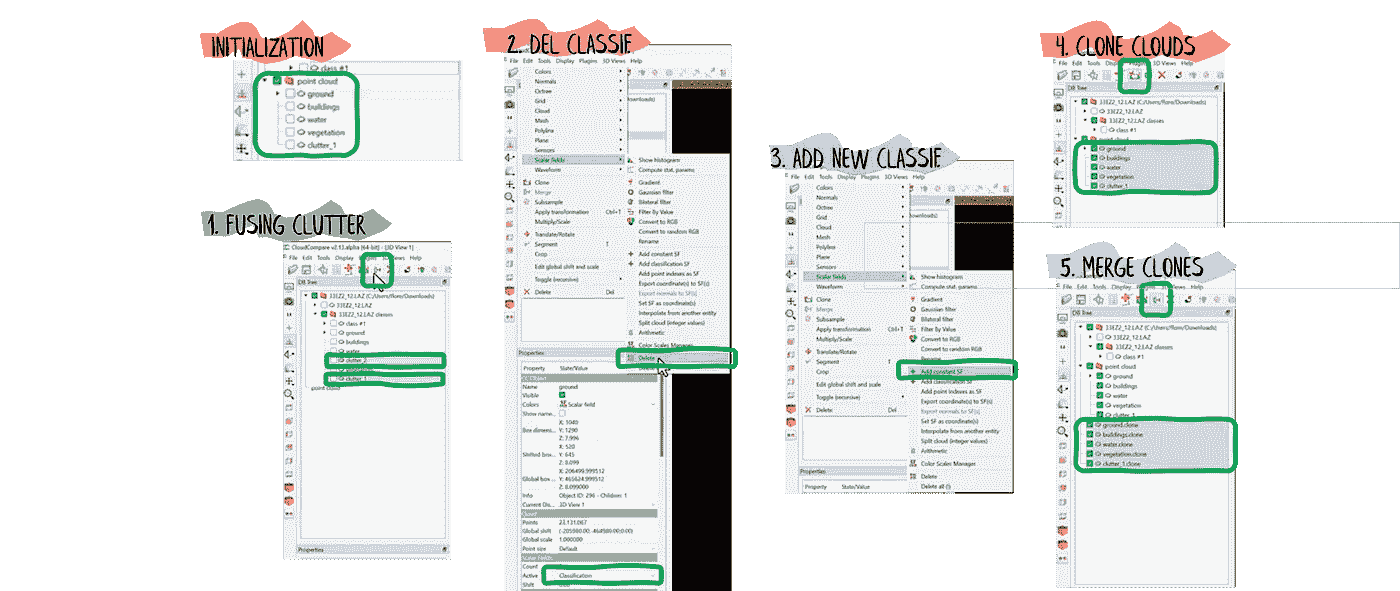 INITIALIZATION
class #1
point cloud
ground
buildings
water
vegetation
clutter_1
1. FUSING CLUTTER
CloudCompare v2.13.alpha [64-bit] - [3D View 1]
File Edit Tools Display Plugins 3D Views Help
DB Tree
33EZ2_12.LAZ (C:/Users/flore/Downloads)
33EZ2_12.LAZ
33EZ2_12.LAZ classes
class #1
ground
buildings
water
point cloud
Properties
2. DEL CLASSIF
File Edit Tools Display Plugins 3D Views Help
Colors
Normals
Octree
Grid
Cloud
Mesh
Polyline
Plane
Sensors
Scalar fields
Waveform
Clone
Merge
Subsample
Apply transformation Ctrl+T
Multiply/Scale
Translate/Rotate
Segment T
Crop
Edit global shift and scale
Toggle (recursive)
Delete Del
Show histogram
Compute stat. params
Gradient
Gaussian filter
Bilateral filter
Filter By Value
Convert to RGB
Convert to random RGB
Rename
Add constant SF
Add classification SF
Add point indexes as SF
Export coordinate(s) to SF(s)
Export normals to SF(s)
Set SF as coordinate(s)
Interpolate from another entity
Split cloud (integer values)
Arithmetic
Color Scales Manager
Delete
Properties
Property State/Value
CC Object
Name ground
Visible
Colors Scalar field
Show name...
Box dimens... X: 1040
Y: 1290
Z: 7.996
X: 520
Shifted box... Y: 645
Z: 8.099
X: 206499.999512
Global box ... Y: 465624.999512
Z: 8.099000
Info Object ID: 296 - Children: 1
Current Dis... 3D View 1
Cloud
Points 23,131,067
Global shift (-205980.00;-464980.00;0.00)
Global scale 1.000000
Point size Default
Scalar Fields
Count
Active Classification
Shift
3. ADD NEW CLASSIF
File Edit Tools Display Plugins 3D Views Help
Colors
Normals
Octree
Grid
Cloud
Mesh
Polyline
Plane
Sensors
Scalar fields
Waveform
Clone
Merge
Subsample
Apply transformation Ctrl+T
Multiply/Scale
Translate/Rotate
Segment T
Crop
Edit global shift and scale
Toggle (recursive)
Delete Del
Show histogram
Compute stat. params
Gradient
Gaussian filter
Bilateral filter
Filter By Value
Convert to RGB
Convert to random RGB
Rename
Add constant SF
Add classification SF
Add point indexes as SF
Export coordinate(s) to SF(s)
Export normals to SF(s)
Set SF as coordinate(s)
Interpolate from another entity
Split cloud (integer values)
Arithmetic
Color Scales Manager
Delete
Delete all (!)
Properties
Property State/Value
4. CLONE CLOUDS
File Edit Tools Display Plugins 3D Views Help
DB Tree
33EZ2_12.LAZ (C:/Users/flore/Downloads)
33EZ2_12.LAZ
33EZ2_12.LAZ classes
class #1
point cloud
ground
buildings
water
vegetation
clutter_1
5. MERGE CLONES
File Edit Tools Display Plugins 3D Views Help
DB Tree
33EZ2_12.LAZ (C:/Users/flore/Downloads)
33EZ2_12.LAZ
33EZ2_12.LAZ classes
class #1
point cloud
ground
buildings
water
vegetation
clutter_1
ground.clone
buildings.clone
water.clone
vegetation.clone
clutter_1.clone
Properties